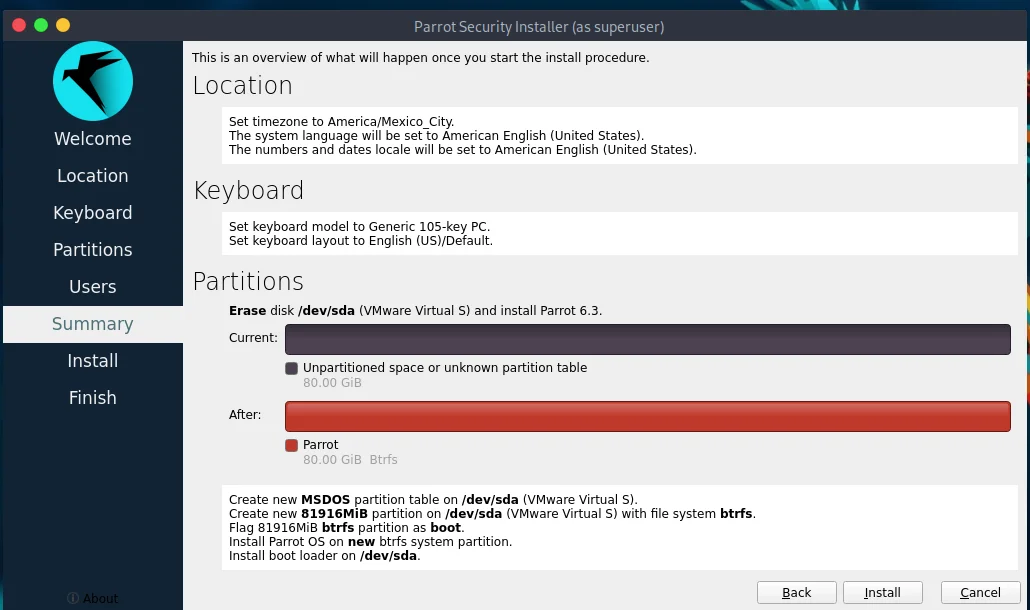 Parrot Security Installer (as superuser)
Welcome
Location
Keyboard
Partitions
Users
Summary
Install
Finish
About
This is an overview of what will happen once you start the install procedure.
Location
Set timezone to America/Mexico_City.
The system language will be set to American English (United States).
The numbers and dates locale will be set to American English (United States).
Keyboard
Set keyboard model to Generic 105-key PC.
Set keyboard layout to English (US)/Default.
Partitions
Erase disk /dev/sda (VMware Virtual S) and install Parrot 6.3.
Current:
Unpartitioned space or unknown partition table
80.00 GiB
After:
Parrot
80.00 GiB Btrfs
Create new MSDOS partition table on /dev/sda (VMware Virtual S).
Create new 81916MiB partition on /dev/sda (VMware Virtual S) with file system btrfs.
Flag 81916MiB btrfs partition as boot.
Install Parrot OS on new btrfs system partition.
Install boot loader on /dev/sda.
Back
Install
Cancel